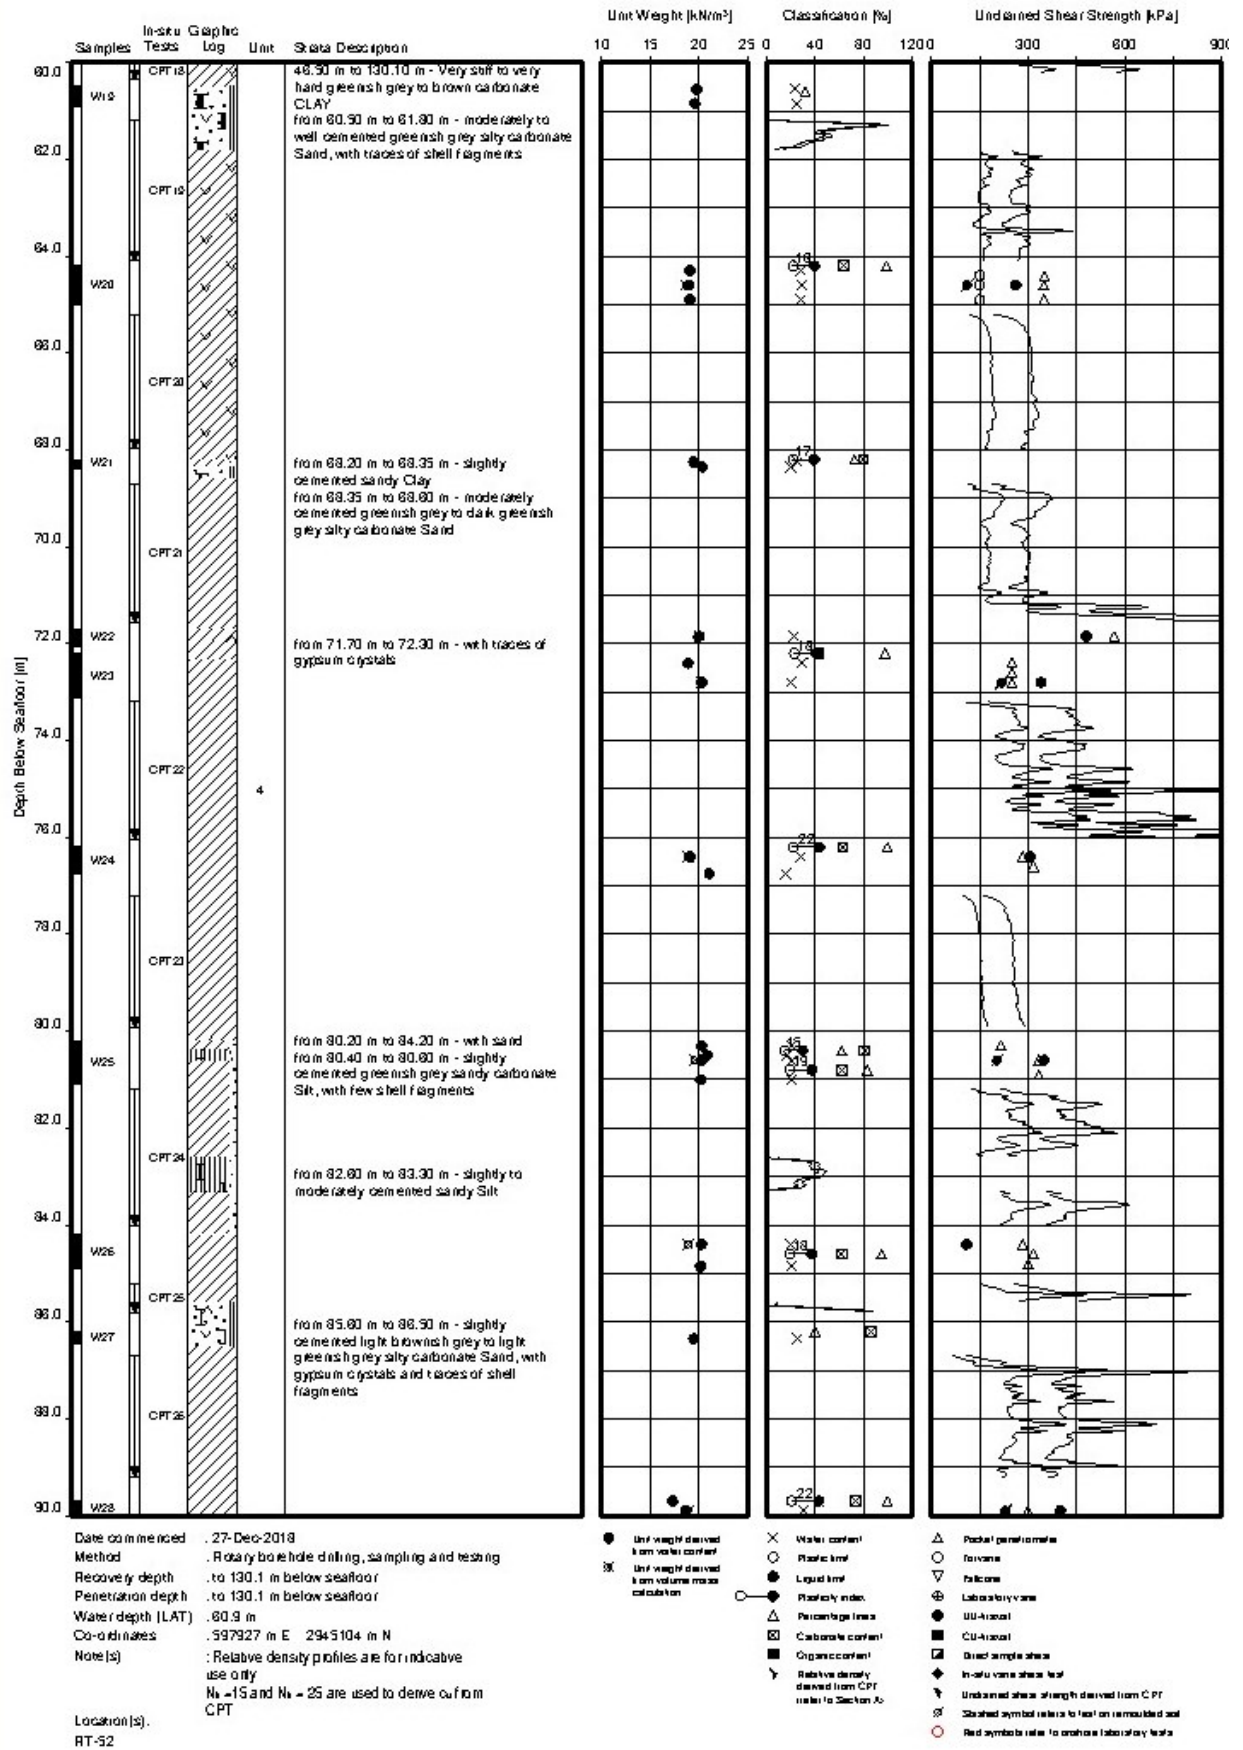 Unit Weight [kN/m³]
Classification [%]
Undrained Shear Strength [kPa]
Samples
In-situ Tests
Graphic Log
Unit
Strata Description
10 15 20 25
0 40 80 120
0 300 600 900
Depth Below Seafloor [m]
60.0
62.0
64.0
66.0
68.0
70.0
72.0
74.0
76.0
78.0
80.0
82.0
84.0
86.0
88.0
90.0
W19
W20
W21
W22
W23
W24
W25
W26
W27
W28
CPT18
CPT19
CPT20
CPT21
CPT22
CPT23
CPT24
CPT25
CPT26
4
46.50 m to 130.10 m - Very stiff to very
hard greenish grey to brown carbonate
CLAY
from 60.50 m to 61.80 m - moderately to
well cemented greenish grey silty carbonate
Sand, with traces of shell fragments
from 68.20 m to 68.35 m - slightly
cemented sandy Clay
from 68.35 m to 68.60 m - moderately
cemented greenish grey to dark greenish
grey silty carbonate Sand
from 71.70 m to 72.30 m - with traces of
gypsum crystals
from 80.20 m to 84.20 m - with sand
from 80.40 m to 80.60 m - slightly
cemented greenish grey sandy carbonate
Silt, with few shell fragments
from 82.60 m to 83.30 m - slightly to
moderately cemented sandy Silt
from 85.60 m to 86.50 m - slightly
cemented light brownish grey to light
greenish grey silty carbonate Sand, with
gypsum crystals and traces of shell
fragments
16
17
18
22
15
19
18
22
Date commenced : 27-Dec-2018
Method : Rotary borehole drilling, sampling and testing
Recovery depth : to 130.1 m below seafloor
Penetration depth : to 130.1 m below seafloor
Water depth (LAT) : 60.9 m
Co-ordinates : 597927 m E 2945104 m N
Note(s) : Relative density profiles are for indicative
use only
Nₖ =15 and Nₖ = 25 are used to derive cu from
CPT
Location(s):
RT-52
Unit weight derived
from water content
Unit weight derived
from volume mass
calculation
Water content
Plastic limit
Liquid limit
Plasticity index
Percentage fines
Carbonate content
Organic content
Relative density
derived from CPT
(refer to Section A)
Pocket penetrometer
Torvane
Fallcone
Laboratory vane
UU-triaxial
CU-triaxial
Direct simple shear
In-situ vane shear test
Undrained shear strength derived from CPT
Slashed symbol refers to test on remoulded soil
Red symbols refer to onshore laboratory tests